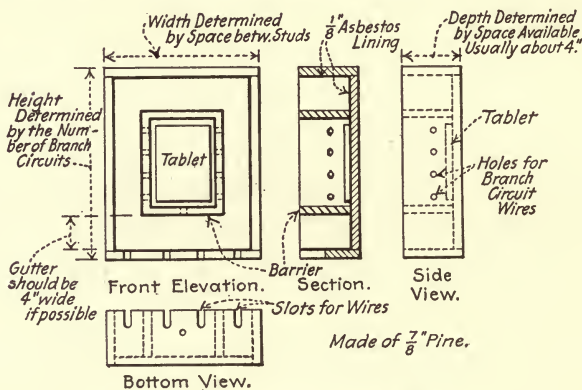 Width Determined
by Space betw. Studs
1/8" Asbestos
Lining
Depth Determined
by Space Available
Usually about 4."
Height
Determined
by the Num-
ber of Branch
Circuits
Tablet
Tablet
Holes for
Branch
Circuit
Wires
Gutter
should be
4" wide
if possible
Barrier
Front Elevation.
Section.
Side
View.
Slots for Wires
Made of 7/8" Pine.
Bottom View.